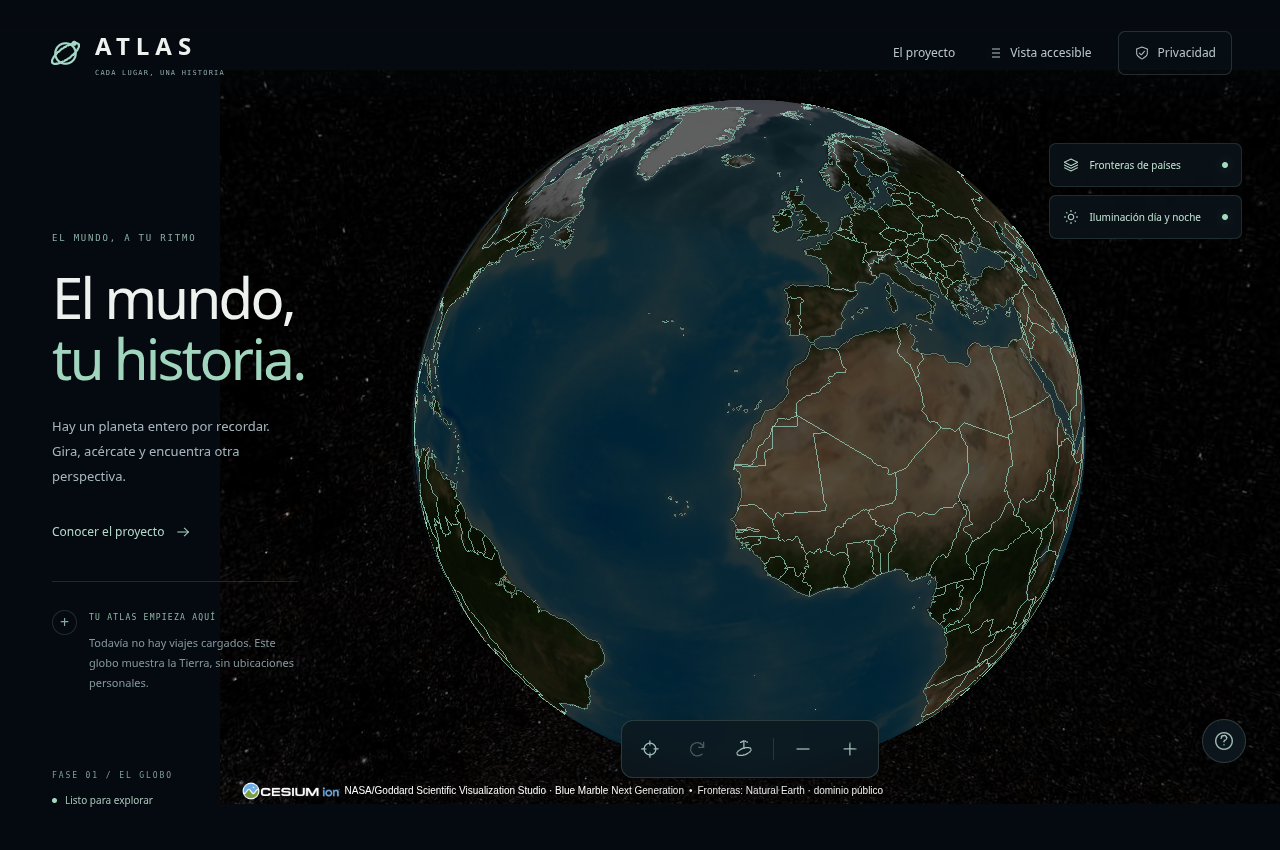 ATLAS
CADA LUGAR, UNA HISTORIA
El proyecto
Vista accesible
Privacidad
Fronteras de países
Iluminación día y noche
EL MUNDO, A TU RITMO
El mundo,
tu historia.
Hay un planeta entero por recordar.
Gira, acércate y encuentra otra
perspectiva.
Conocer el proyecto
TU ATLAS EMPIEZA AQUÍ
Todavía no hay viajes cargados. Este
globo muestra la Tierra, sin ubicaciones
personales.
FASE 01 / EL GLOBO
Listo para explorar
CESIUM ion NASA/Goddard Scientific Visualization Studio · Blue Marble Next Generation • Fronteras: Natural Earth · dominio público